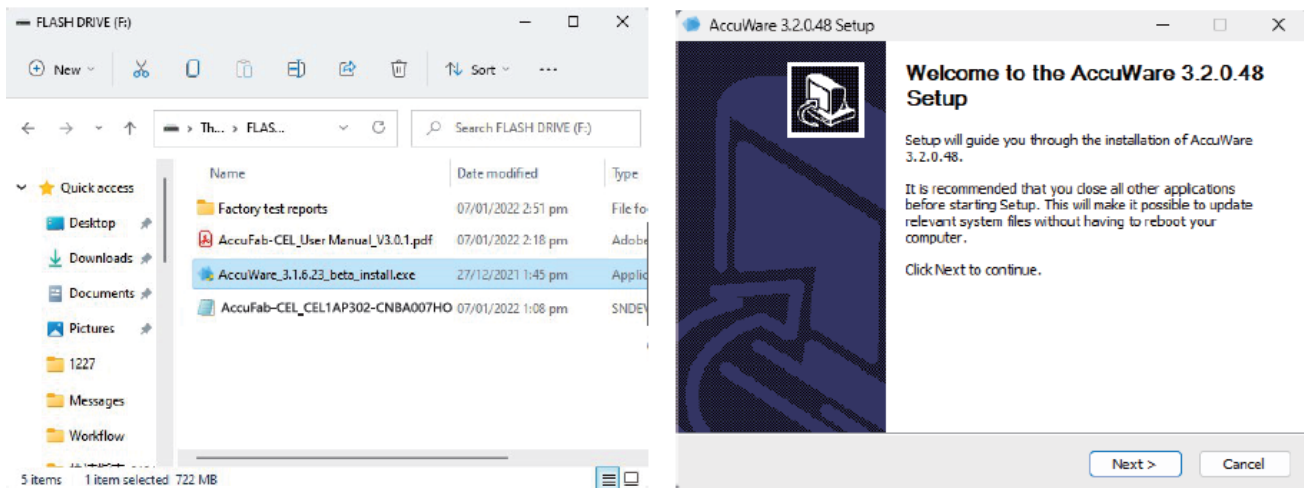 FLASH DRIVE (F:)
New
Sort
Th... > FLAS...
Search FLASH DRIVE (F:)
Name Date modified Type
Quick access
Desktop
Downloads
Documents
Pictures
1227
Messages
Workflow
Factory test reports 07/01/2022 2:51 pm File fo
AccuFab-CEL_User Manual_V3.0.1.pdf 07/01/2022 2:18 pm Adobe
AccuWare_3.1.6.23_beta_install.exe 27/12/2021 1:45 pm Applic
AccuFab-CEL_CEL1AP302-CNBA007HO 07/01/2022 1:08 pm SNDEV
5 items 1 item selected 722 MB
AccuWare 3.2.0.48 Setup
Welcome to the AccuWare 3.2.0.48
Setup
Setup will guide you through the installation of AccuWare
3.2.0.48.
It is recommended that you close all other applications
before starting Setup. This will make it possible to update
relevant system files without having to reboot your
computer.
Click Next to continue.
Next >
Cancel